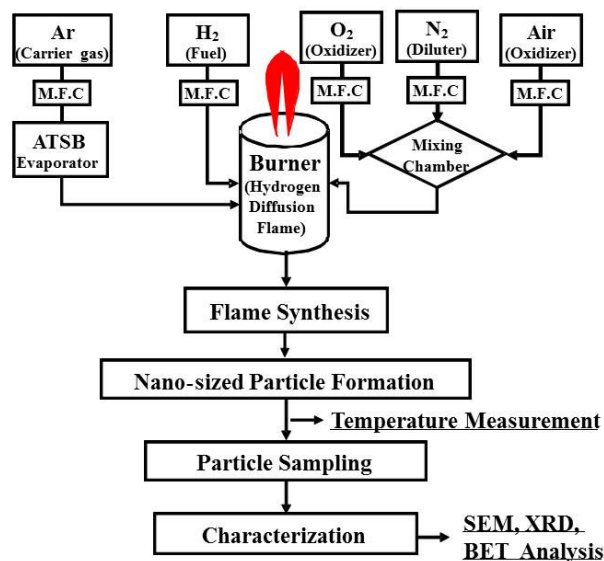 Ar
(Carrier gas)
H₂
(Fuel)
O₂
(Oxidizer)
N₂
(Diluter)
Air
(Oxidizer)
M.F.C
M.F.C
M.F.C
M.F.C
M.F.C
ATSB
Evaporator
Burner
(Hydrogen
Diffusion
Flame)
Mixing
Chamber
Flame Synthesis
Nano-sized Particle Formation
Temperature Measurement
Particle Sampling
Characterization
SEM, XRD,
BET Analysis